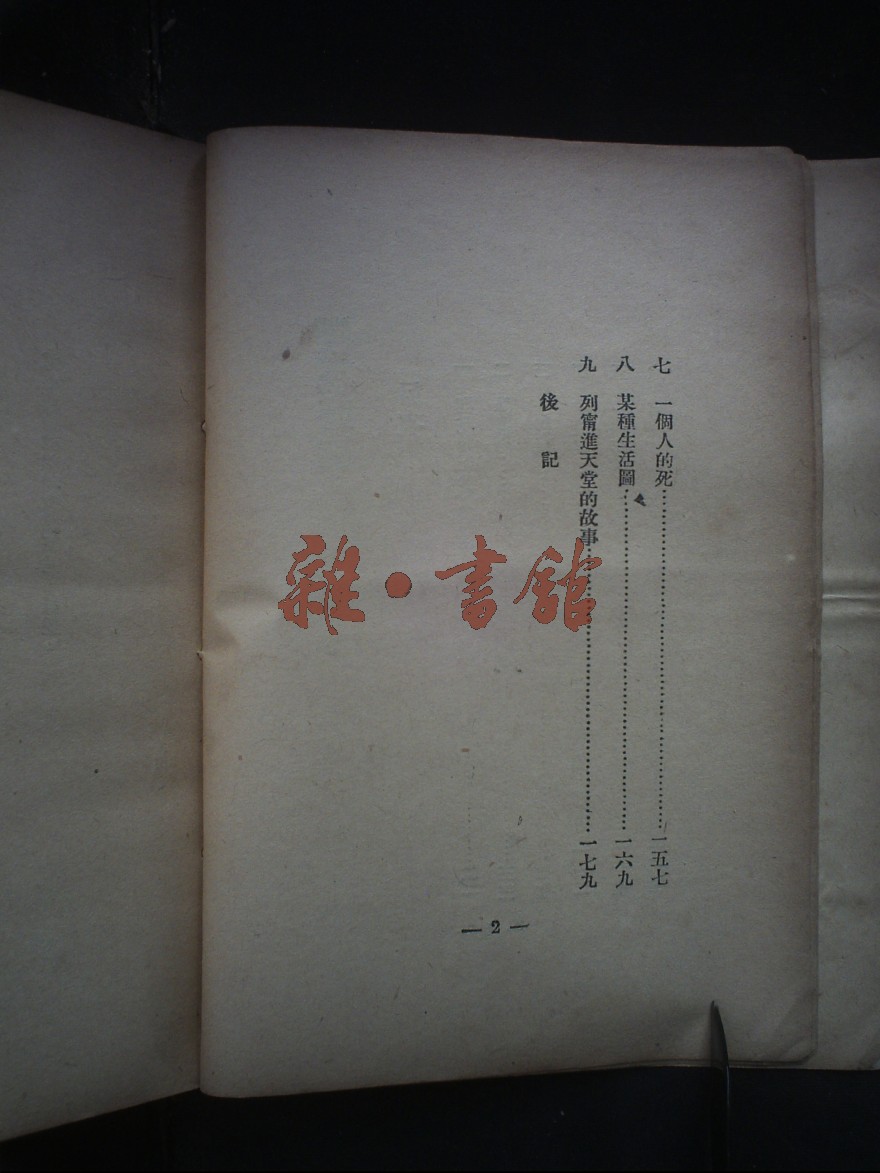 七 一個人的死……一五七
八 某種生活圖……一六九
九 列甯進天堂的故事……一七九
後記
— 2 —
雜·書舘